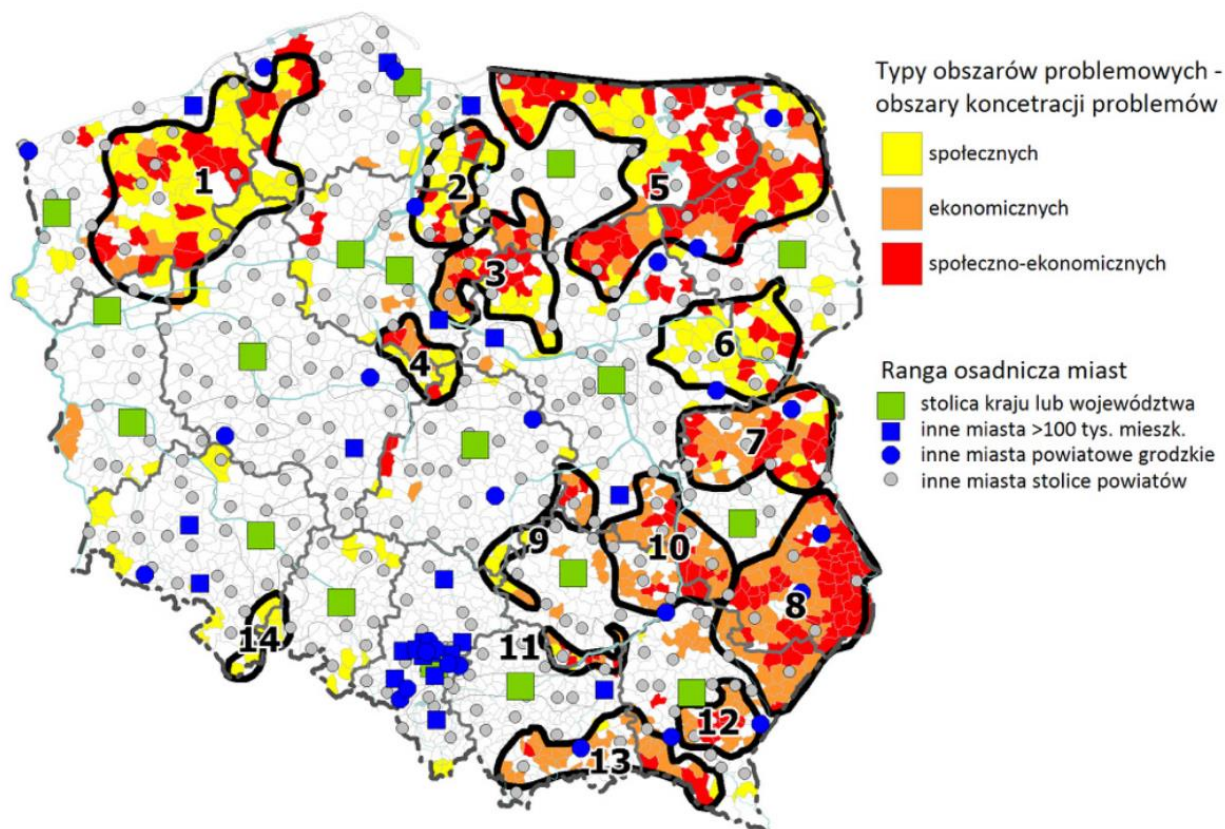 Typy obszarów problemowych -
obszary koncetracji problemów
społecznych
ekonomicznych
społeczno-ekonomicznych
Ranga osadnicza miast
stolica kraju lub województwa
inne miasta >100 tys. mieszk.
inne miasta powiatowe grodzkie
inne miasta stolice powiatów
1
2
5
3
4
6
7
9
10
8
14
11
12
13